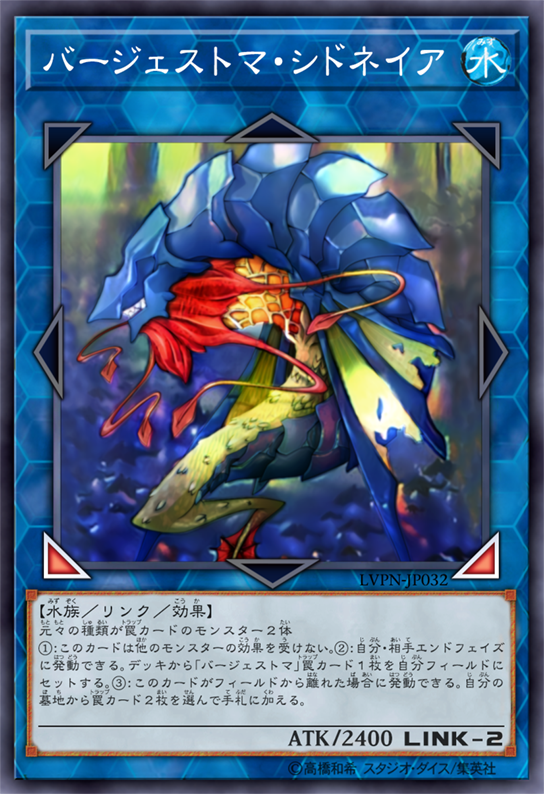 バージェストマ・シドネイア
水
LVPN-JP032
【水族／リンク／効果】
元々の種類が罠カードのモンスター２体
①：このカードは他のモンスターの効果を受けない。②：自分・相手エンドフェイズ
に発動できる。デッキから「バージェストマ」罠カード１枚を自分フィールドに
セットする。③：このカードがフィールドから離れた場合に発動できる。自分の
墓地から罠カード２枚を選んで手札に加える。
ATK/2400 LINK-2
©高橋和希 スタジオ・ダイス/集英社